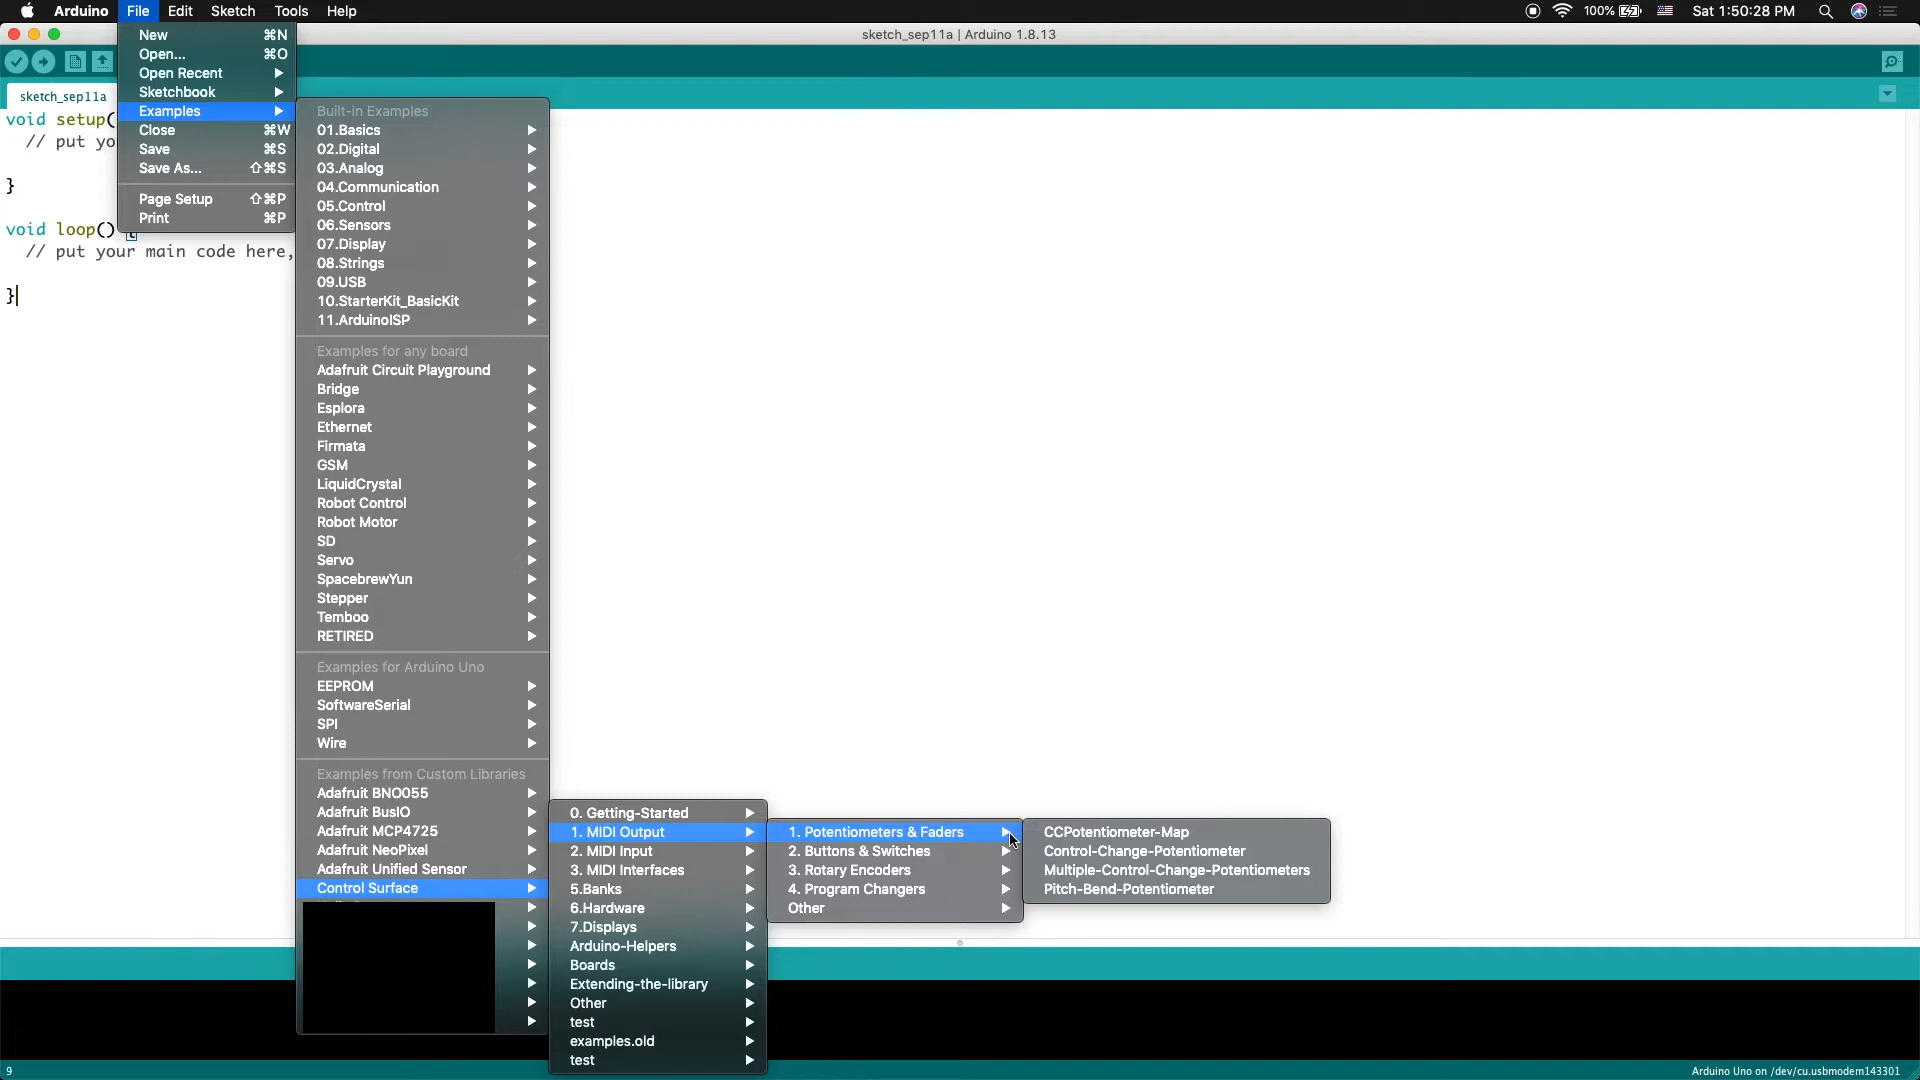 Arduino File Edit Sketch Tools Help 100% Sat 1:50:28 PM
sketch_sep11a | Arduino 1.8.13
sketch_sep11a
void setup(
// put yo
}
void loop() {
// put your main code here,
}
New ⌘N
Open... ⌘O
Open Recent
Sketchbook
Examples
Close ⌘W
Save ⌘S
Save As... ⇧⌘S
Page Setup ⇧⌘P
Print ⌘P
Built-in Examples
01.Basics
02.Digital
03.Analog
04.Communication
05.Control
06.Sensors
07.Display
08.Strings
09.USB
10.StarterKit_BasicKit
11.ArduinoISP
Examples for any board
Adafruit Circuit Playground
Bridge
Esplora
Ethernet
Firmata
GSM
LiquidCrystal
Robot Control
Robot Motor
SD
Servo
SpacebrewYun
Stepper
Temboo
RETIRED
Examples for Arduino Uno
EEPROM
SoftwareSerial
SPI
Wire
Examples from Custom Libraries
Adafruit BNO055
Adafruit BusIO
Adafruit MCP4725
Adafruit NeoPixel
Adafruit Unified Sensor
Control Surface
0. Getting-Started
1. MIDI Output
2. MIDI Input
3. MIDI Interfaces
5.Banks
6.Hardware
7.Displays
Arduino-Helpers
Boards
Extending-the-library
Other
test
examples.old
test
1. Potentiometers & Faders
2. Buttons & Switches
3. Rotary Encoders
4. Program Changers
Other
CCPotentiometer-Map
Control-Change-Potentiometer
Multiple-Control-Change-Potentiometers
Pitch-Bend-Potentiometer
9
Arduino Uno on /dev/cu.usbmodem143301